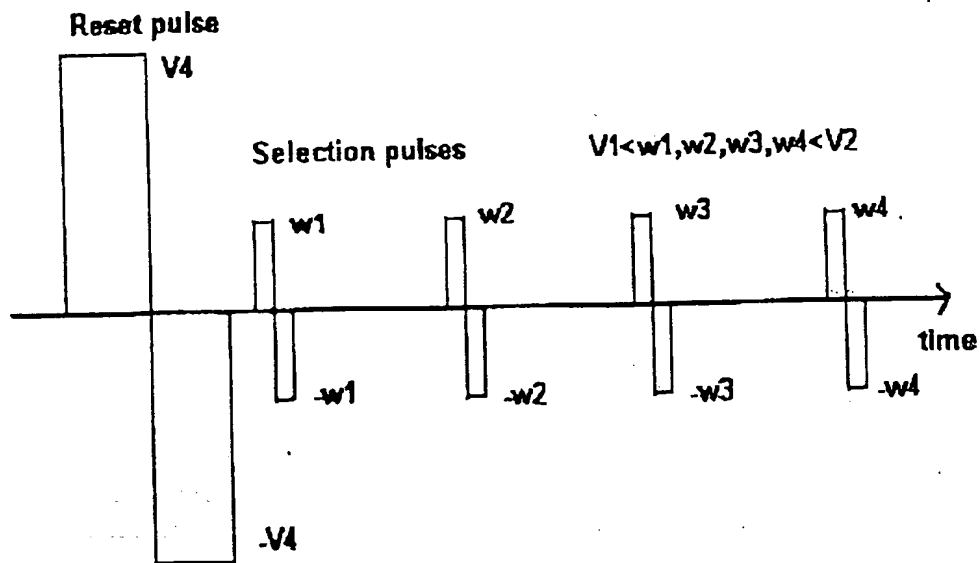 Reset pulse
V4
Selection pulses
V1<w1,w2,w3,w4<V2
w1
w2
w3
w4
time
-w1
-w2
-w3
-w4
-V4